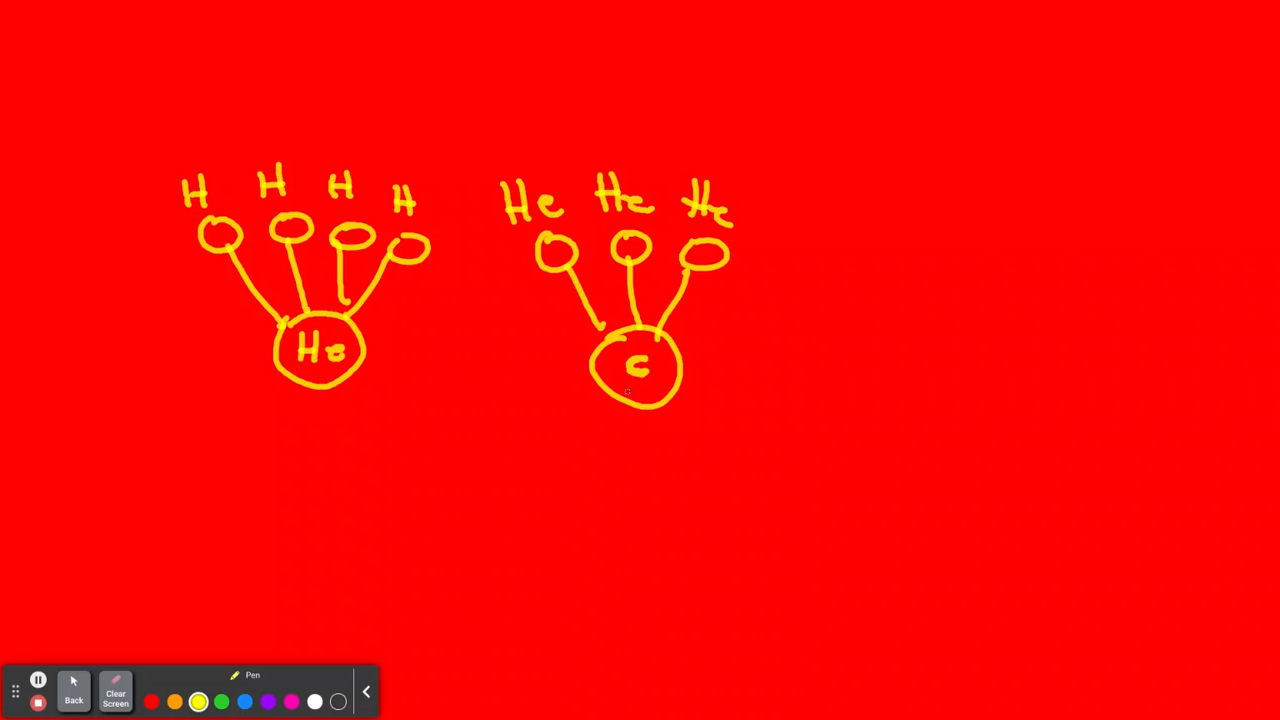 H H H H
He He He
He
C
Pen
Back
Clear
Screen